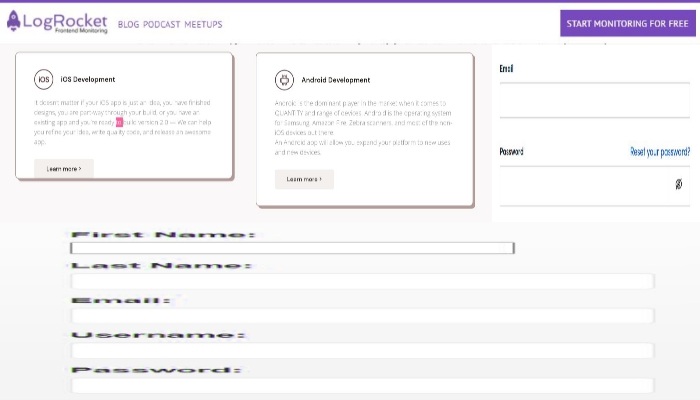 LogRocket
Frontend Monitoring
BLOG PODCAST MEETUPS
START MONITORING FOR FREE
iOS
iOS Development
It doesn't matter if your iOS app is just an idea, you have finished
designs, you are part-way through your build, or you have an
existing app and you're ready to build version 2.0 — We can help
you refine your idea, write quality code, and release an awesome
app.
Learn more ›
Android Development
Android is the dominant player in the market when it comes to
QUANTITY and range of devices. Android is the operating system
for Samsung, Amazon Fire, Zebra scanners, and most of the non-
iOS devices out there.
An Android app will allow you expand your platform to new uses
and new devices.
Learn more ›
Email
Password
Reset your password?
First Name:
Last Name:
Email:
Username:
Password: